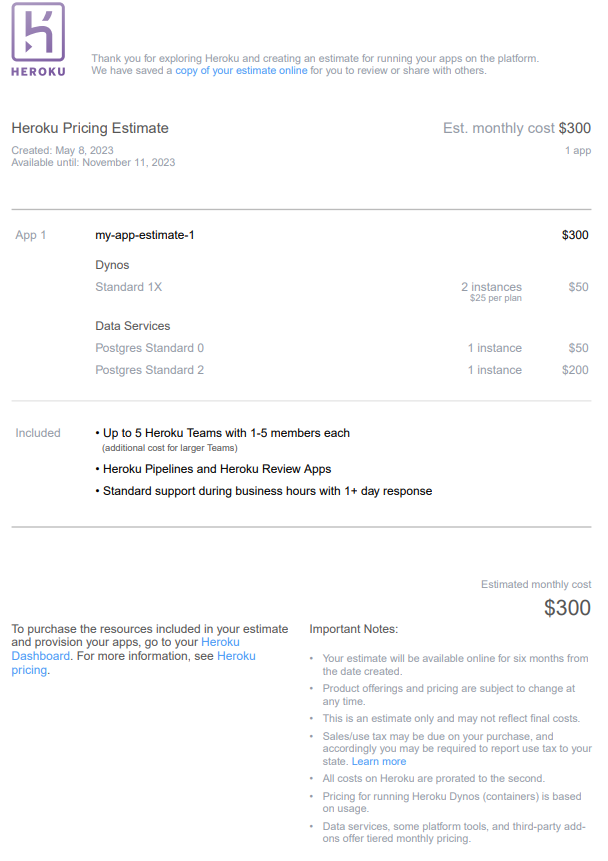 HEROKU
Thank you for exploring Heroku and creating an estimate for running your apps on the platform.
We have saved a copy of your estimate online for you to review or share with others.
Heroku Pricing Estimate
Est. monthly cost $300
Created: May 8, 2023
1 app
Available until: November 11, 2023
App 1 my-app-estimate-1 $300
Dynos
Standard 1X 2 instances $50
$25 per plan
Data Services
Postgres Standard 0 1 instance $50
Postgres Standard 2 1 instance $200
Included • Up to 5 Heroku Teams with 1-5 members each
(additional cost for larger Teams)
• Heroku Pipelines and Heroku Review Apps
• Standard support during business hours with 1+ day response
Estimated monthly cost
$300
To purchase the resources included in your estimate
and provision your apps, go to your Heroku
Dashboard. For more information, see Heroku
pricing.
Important Notes:
• Your estimate will be available online for six months from
the date created.
• Product offerings and pricing are subject to change at
any time.
• This is an estimate only and may not reflect final costs.
• Sales/use tax may be due on your purchase, and
accordingly you may be required to report use tax to your
state. Learn more
• All costs on Heroku are prorated to the second.
• Pricing for running Heroku Dynos (containers) is based
on usage.
• Data services, some platform tools, and third-party add-
ons offer tiered monthly pricing.